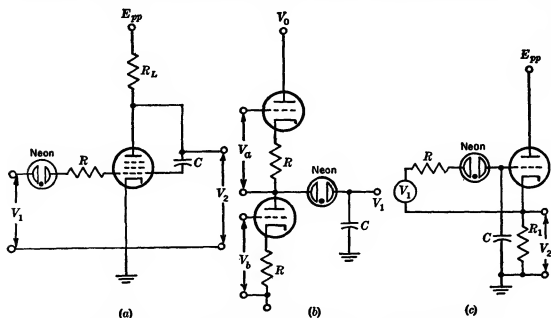 E_pp
R_L
Neon
R
C
V_1
V_2
(a)
V_0
V_a
R
Neon
V_1
C
V_b
R
(b)
E_pp
Neon
R
V_1
C
R_1
V_2
(c)